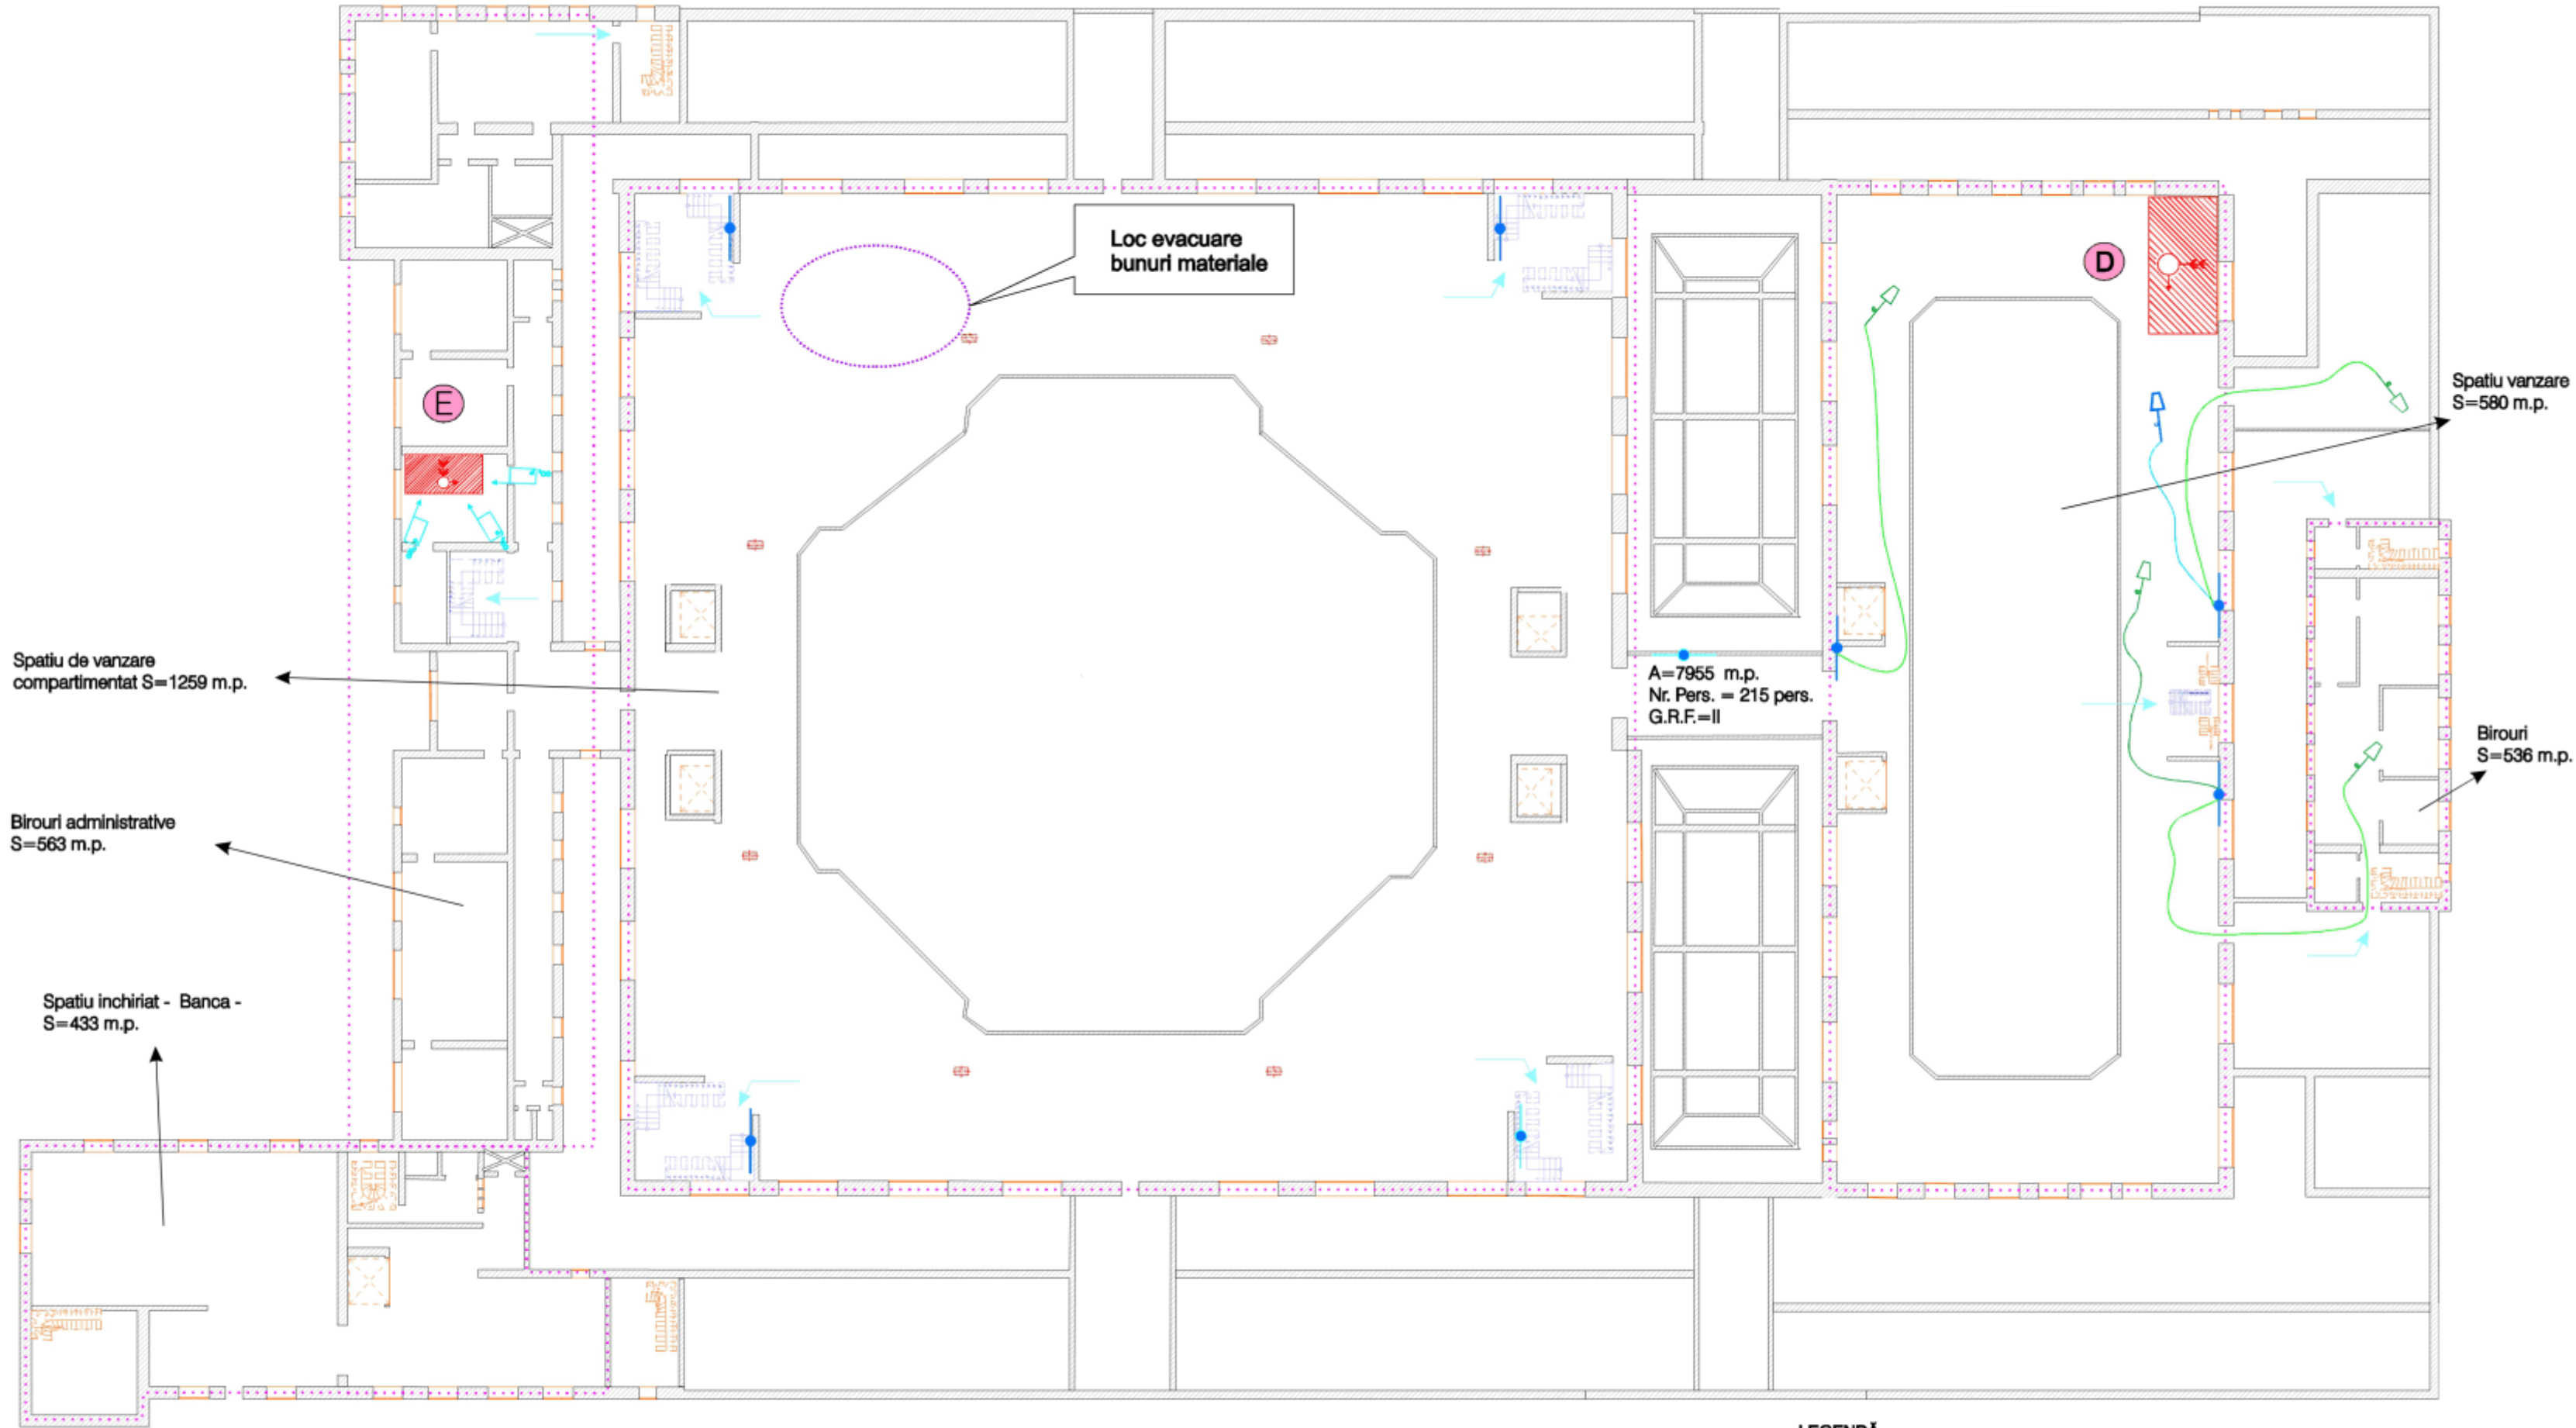 Loc evacuare
bunuri materiale
D
E
Spatiu vanzare
S=580 m.p.
Spatiu de vanzare
compartimentat S=1259 m.p.
A=7955 m.p.
Nr. Pers. = 215 pers.
G.R.F.=II
Birouri
S=536 m.p.
Birouri administrative
S=563 m.p.
Spatiu inchiriat - Banca -
S=433 m.p.
LEGENDĂ